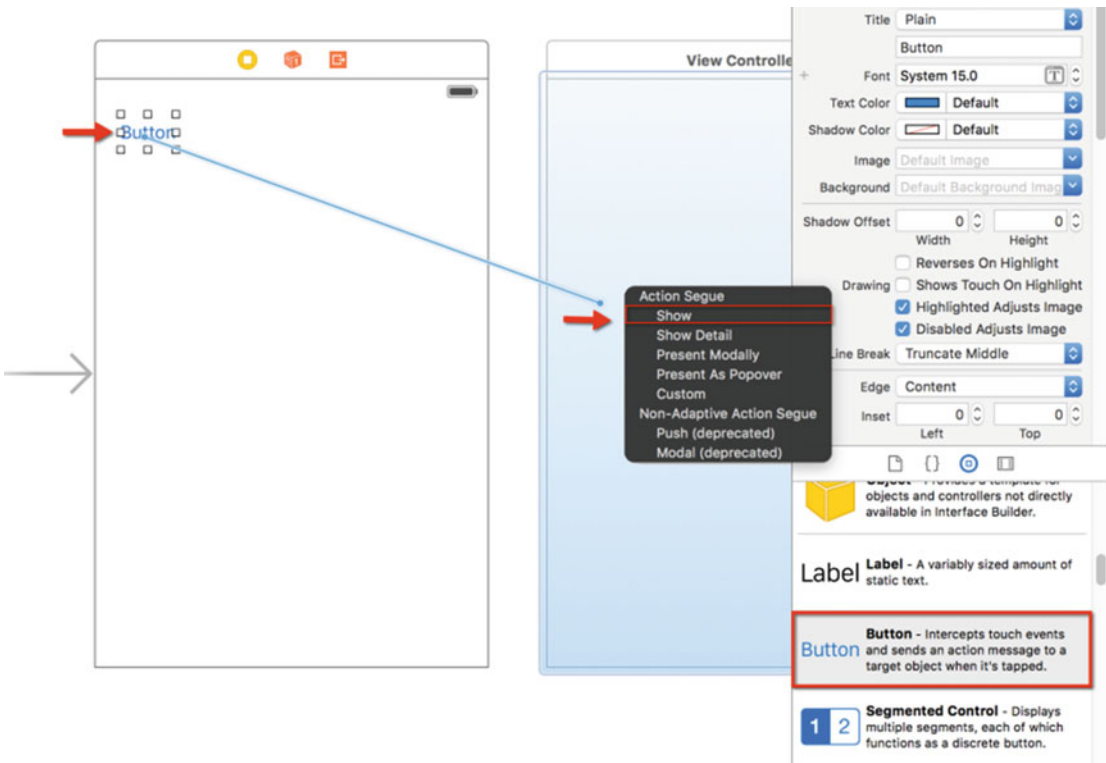 Button
View Controlle
Action Segue
Show
Show Detail
Present Modally
Present As Popover
Custom
Non-Adaptive Action Segue
Push (deprecated)
Modal (deprecated)
Title Plain
Button
+ Font System 15.0 T
Text Color Default
Shadow Color Default
Image Default Image
Background Default Background Imag
Shadow Offset 0 0
Width Height
Reverses On Highlight
Drawing Shows Touch On Highlight
Highlighted Adjusts Image
Disabled Adjusts Image
Line Break Truncate Middle
Edge Content
Inset 0 0
Left Top
{}
Object - Provides a template for
objects and controllers not directly
available in Interface Builder.
Label Label - A variably sized amount of
static text.
Button Button - Intercepts touch events
and sends an action message to a
target object when it's tapped.
1 2 Segmented Control - Displays
multiple segments, each of which
functions as a discrete button.